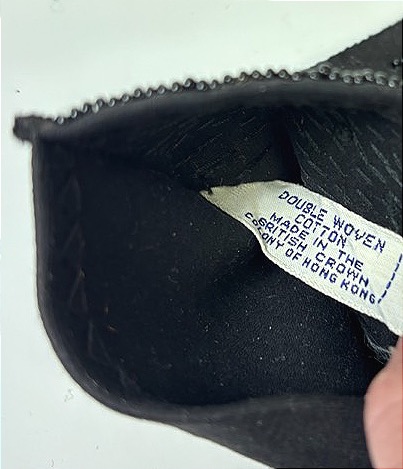 DOUBLE WOVEN
COTTON
MADE IN THE
BRITISH CROWN
COLONY OF HONG KONG